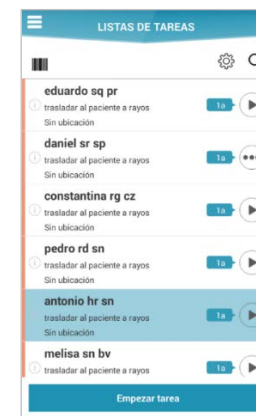 LISTAS DE TAREAS
eduardo sq pr
trasladar al paciente a rayos
1a
Sin ubicación
daniel sr sp
trasladar al paciente a rayos
1a
Sin ubicación
constantina rg cz
trasladar al paciente a rayos
1a
Sin ubicación
pedro rd sn
trasladar al paciente a rayos
1a
Sin ubicación
antonio hr sn
trasladar al paciente a rayos
1a
Sin ubicación
melisa sn bv
trasladar al paciente a rayos
1a
Empezar tarea